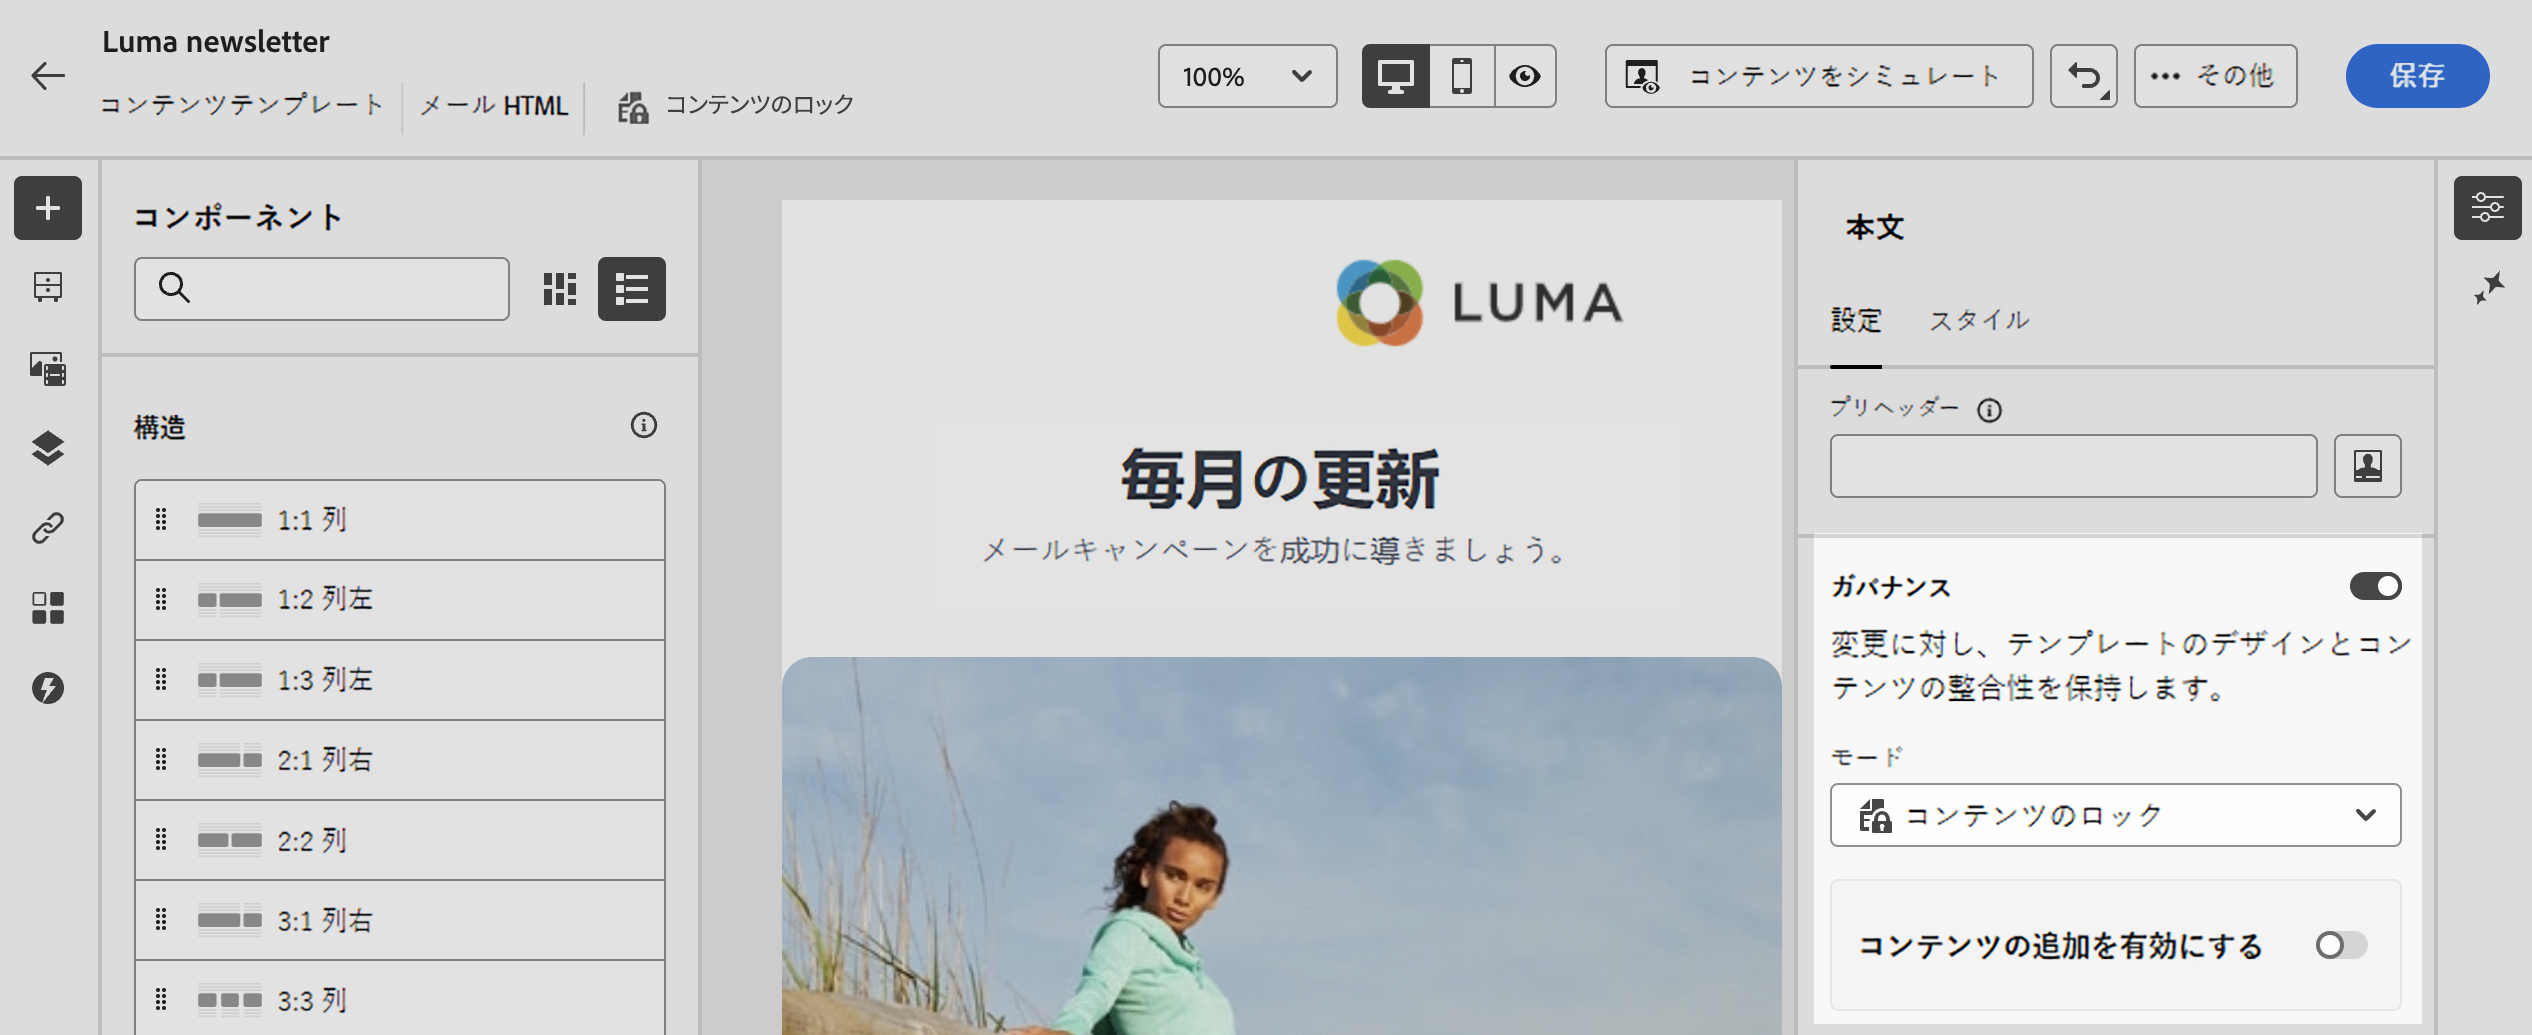 Luma newsletter
コンテンツテンプレート
メール HTML
コンテンツのロック
100%
コンテンツをシミュレート
その他
保存
コンポーネント
構造
1:1 列
1:2 列左
1:3 列左
2:1 列右
2:2 列
3:1 列右
3:3 列
LUMA
毎月の更新
メールキャンペーンを成功に導きましょう。
本文
設定
スタイル
プリヘッダー
ガバナンス
変更に対し、テンプレートのデザインとコン
テンツの整合性を保持します。
モード
コンテンツのロック
コンテンツの追加を有効にする